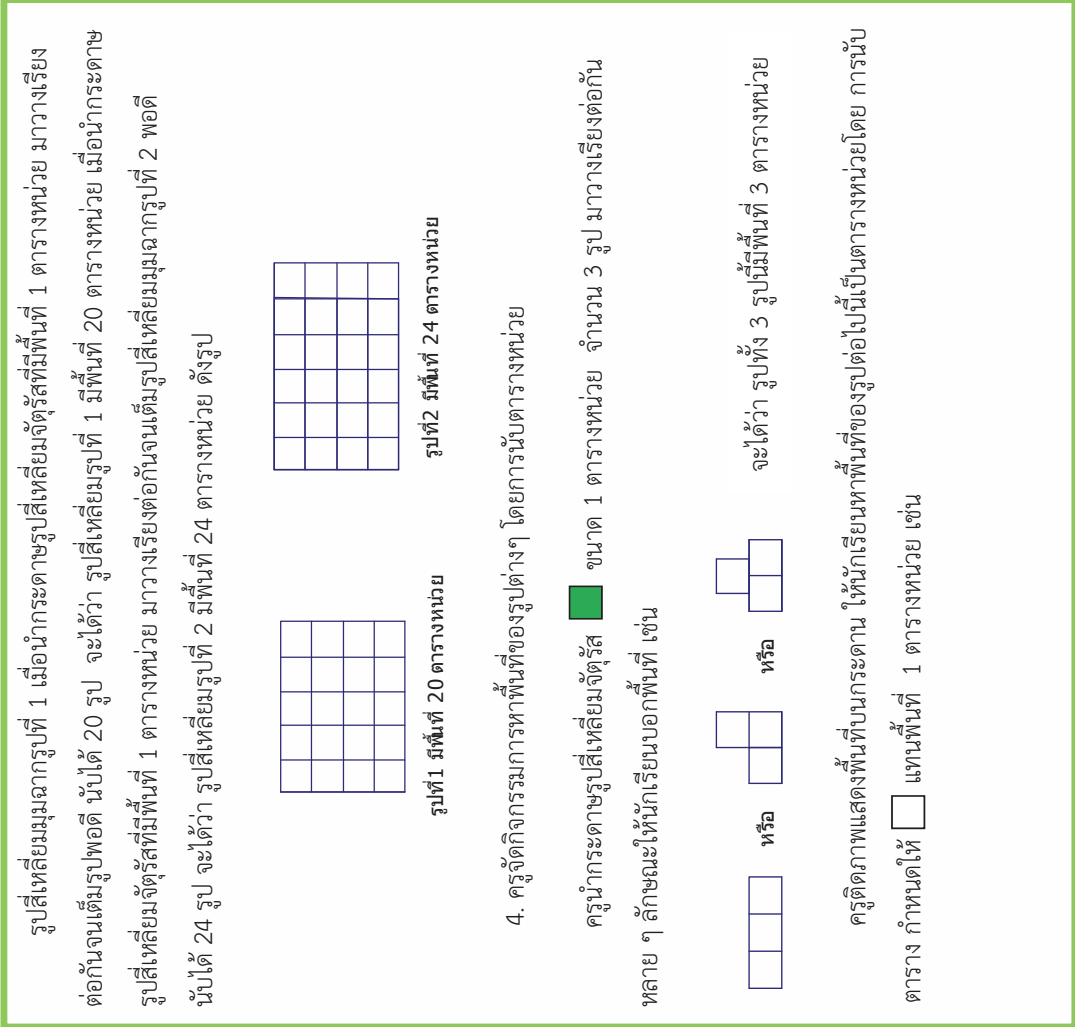 รูปสี่เหลี่ยมมุมฉากรูปที่ 1 เมื่อนำกระดาษรูปสี่เหลี่ยมจัตุรัสที่มีพื้นที่ 1 ตารางหน่วย มาวางเรียง
ต่อกันจนเต็มรูปพอดี นับได้ 20 รูป จะได้ว่า รูปสี่เหลี่ยมรูปที่ 1 มีพื้นที่ 20 ตารางหน่วย เมื่อนำกระดาษ
รูปสี่เหลี่ยมจัตุรัสที่มีพื้นที่ 1 ตารางหน่วย มาวางเรียงต่อกันจนเต็มรูปสี่เหลี่ยมมุมฉากรูปที่ 2 พอดี
นับได้ 24 รูป จะได้ว่า รูปสี่เหลี่ยมรูปที่ 2 มีพื้นที่ 24 ตารางหน่วย ดังรูป
รูปที่1 มีพื้นที่ 20 ตารางหน่วย
รูปที่2 มีพื้นที่ 24 ตารางหน่วย
4. ครูจัดกิจกรรมการหาพื้นที่ของรูปต่างๆ โดยการนับตารางหน่วย
ครูนำกระดาษรูปสี่เหลี่ยมจัตุรัส ขนาด 1 ตารางหน่วย จำนวน 3 รูป มาวางเรียงต่อกัน
หลาย ๆ ลักษณะให้นักเรียนบอกพื้นที่ เช่น
หรือ หรือ จะได้ว่า รูปทั้ง 3 รูปนี้มีพื้นที่ 3 ตารางหน่วย
ครูติดภาพแสดงพื้นที่บนกระดาน ให้นักเรียนหาพื้นที่ของรูปต่อไปนี้เป็นตารางหน่วยโดย การนับ
ตาราง กำหนดให้ แทนพื้นที่ 1 ตารางหน่วย เช่น